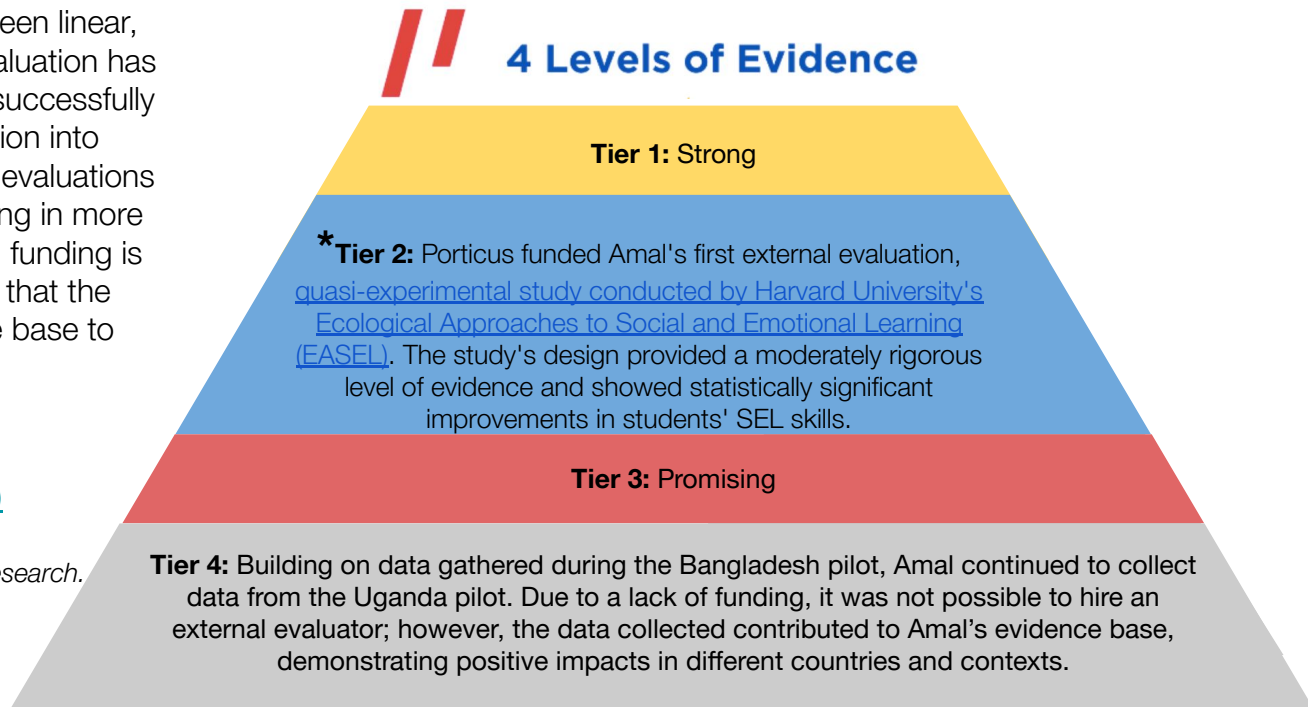 een linear,
aluation has
successfully
ion into
evaluations
ng in more
funding is
that the
e base to
esearch.
4 Levels of Evidence
Tier 1: Strong
*Tier 2: Porticus funded Amal's first external evaluation,
quasi-experimental study conducted by Harvard University's
Ecological Approaches to Social and Emotional Learning
(EASEL). The study's design provided a moderately rigorous
level of evidence and showed statistically significant
improvements in students' SEL skills.
Tier 3: Promising
Tier 4: Building on data gathered during the Bangladesh pilot, Amal continued to collect
data from the Uganda pilot. Due to a lack of funding, it was not possible to hire an
external evaluator; however, the data collected contributed to Amal’s evidence base,
demonstrating positive impacts in different countries and contexts.